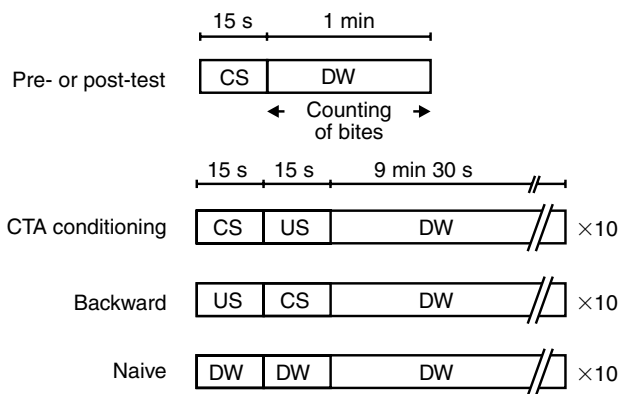 15 s 1 min
Pre- or post-test CS DW
Counting
of bites
15 s 15 s 9 min 30 s
CTA conditioning CS US DW ×10
Backward US CS DW ×10
Naive DW DW DW ×10